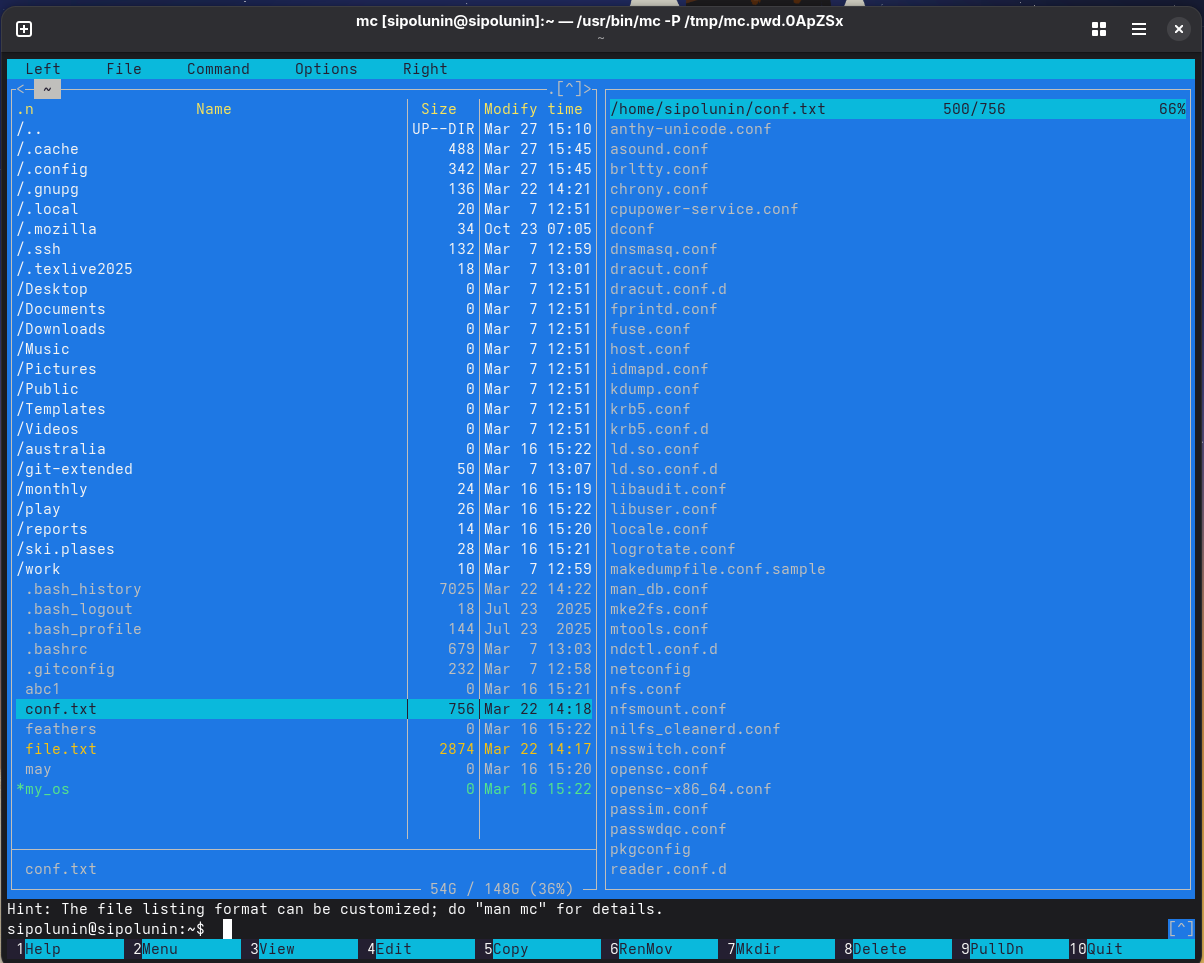 mc [sipolunin@sipolunin]:~ — /usr/bin/mc -P /tmp/mc.pwd.0ApZSx
~
Left File Command Options Right
<─ ~ .[^]>
.n Name Size Modify time
/.. UP--DIR Mar 27 15:10
/.cache 488 Mar 27 15:45
/.config 342 Mar 27 15:45
/.gnupg 136 Mar 22 14:21
/.local 20 Mar 7 12:51
/.mozilla 34 Oct 23 07:05
/.ssh 132 Mar 7 12:59
/.texlive2025 18 Mar 7 13:01
/Desktop 0 Mar 7 12:51
/Documents 0 Mar 7 12:51
/Downloads 0 Mar 7 12:51
/Music 0 Mar 7 12:51
/Pictures 0 Mar 7 12:51
/Public 0 Mar 7 12:51
/Templates 0 Mar 7 12:51
/Videos 0 Mar 7 12:51
/australia 0 Mar 16 15:22
/git-extended 50 Mar 7 13:07
/monthly 24 Mar 16 15:19
/play 26 Mar 16 15:22
/reports 14 Mar 16 15:20
/ski.plases 28 Mar 16 15:21
/work 10 Mar 7 12:59
.bash_history 7025 Mar 22 14:22
.bash_logout 18 Jul 23 2025
.bash_profile 144 Jul 23 2025
.bashrc 679 Mar 7 13:03
.gitconfig 232 Mar 7 12:58
abc1 0 Mar 16 15:21
conf.txt 756 Mar 22 14:18
feathers 0 Mar 16 15:22
file.txt 2874 Mar 22 14:17
may 0 Mar 16 15:20
*my_os 0 Mar 16 15:22
conf.txt
54G / 148G (36%)
/home/sipolunin/conf.txt 500/756 66%
anthy-unicode.conf
asound.conf
brltty.conf
chrony.conf
cpupower-service.conf
dconf
dnsmasq.conf
dracut.conf
dracut.conf.d
fprintd.conf
fuse.conf
host.conf
idmapd.conf
kdump.conf
krb5.conf
krb5.conf.d
ld.so.conf
ld.so.conf.d
libaudit.conf
libuser.conf
locale.conf
logrotate.conf
makedumpfile.conf.sample
man_db.conf
mke2fs.conf
mtools.conf
ndctl.conf.d
netconfig
nfs.conf
nfsmount.conf
nilfs_cleanerd.conf
nsswitch.conf
opensc.conf
opensc-x86_64.conf
passim.conf
passwdqc.conf
pkgconfig
reader.conf.d
Hint: The file listing format can be customized; do "man mc" for details.
sipolunin@sipolunin:~$ [^]
1Help 2Menu 3View 4Edit 5Copy 6RenMov 7Mkdir 8Delete 9PullDn 10Quit